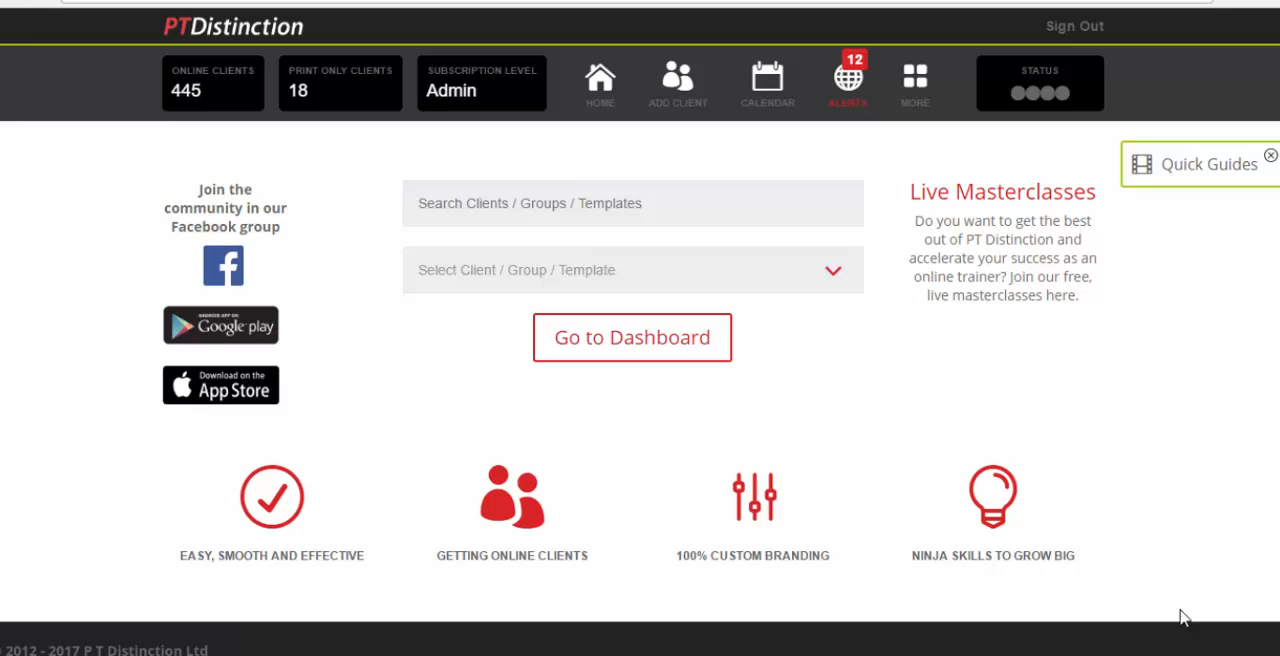 PTDistinction
Sign Out
ONLINE CLIENTS
445
PRINT ONLY CLIENTS
18
SUBSCRIPTION LEVEL
Admin
HOME
ADD CLIENT
CALENDAR
12
ALERTS
MORE
STATUS
Quick Guides
Join the
community in our
Facebook group
f
ANDROID APP ON
Google play
Download on the
App Store
Search Clients / Groups / Templates
Select Client / Group / Template
Go to Dashboard
Live Masterclasses
Do you want to get the best
out of PT Distinction and
accelerate your success as an
online trainer? Join our free,
live masterclasses here.
EASY, SMOOTH AND EFFECTIVE
GETTING ONLINE CLIENTS
100% CUSTOM BRANDING
NINJA SKILLS TO GROW BIG
© 2012 - 2017 P T Distinction Ltd